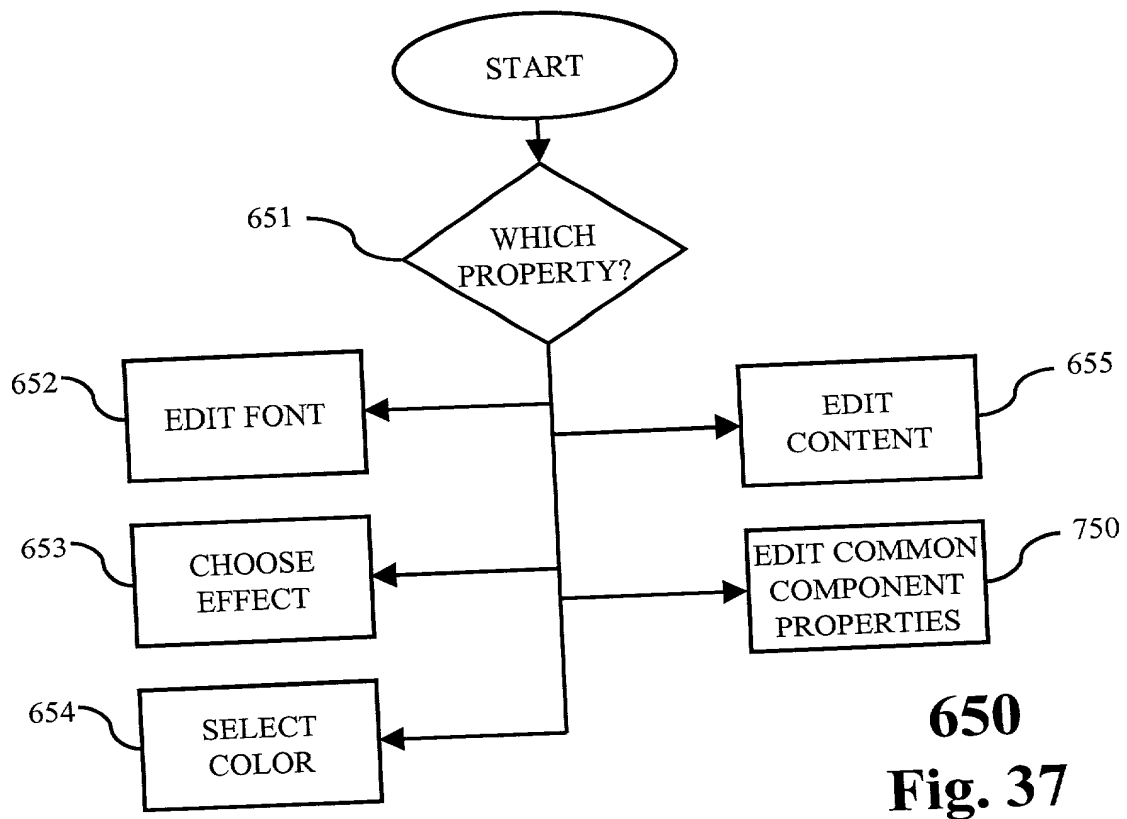 START
651
WHICH
PROPERTY?
652
EDIT FONT
655
EDIT
CONTENT
653
CHOOSE
EFFECT
750
EDIT COMMON
COMPONENT
PROPERTIES
654
SELECT
COLOR
650
Fig. 37